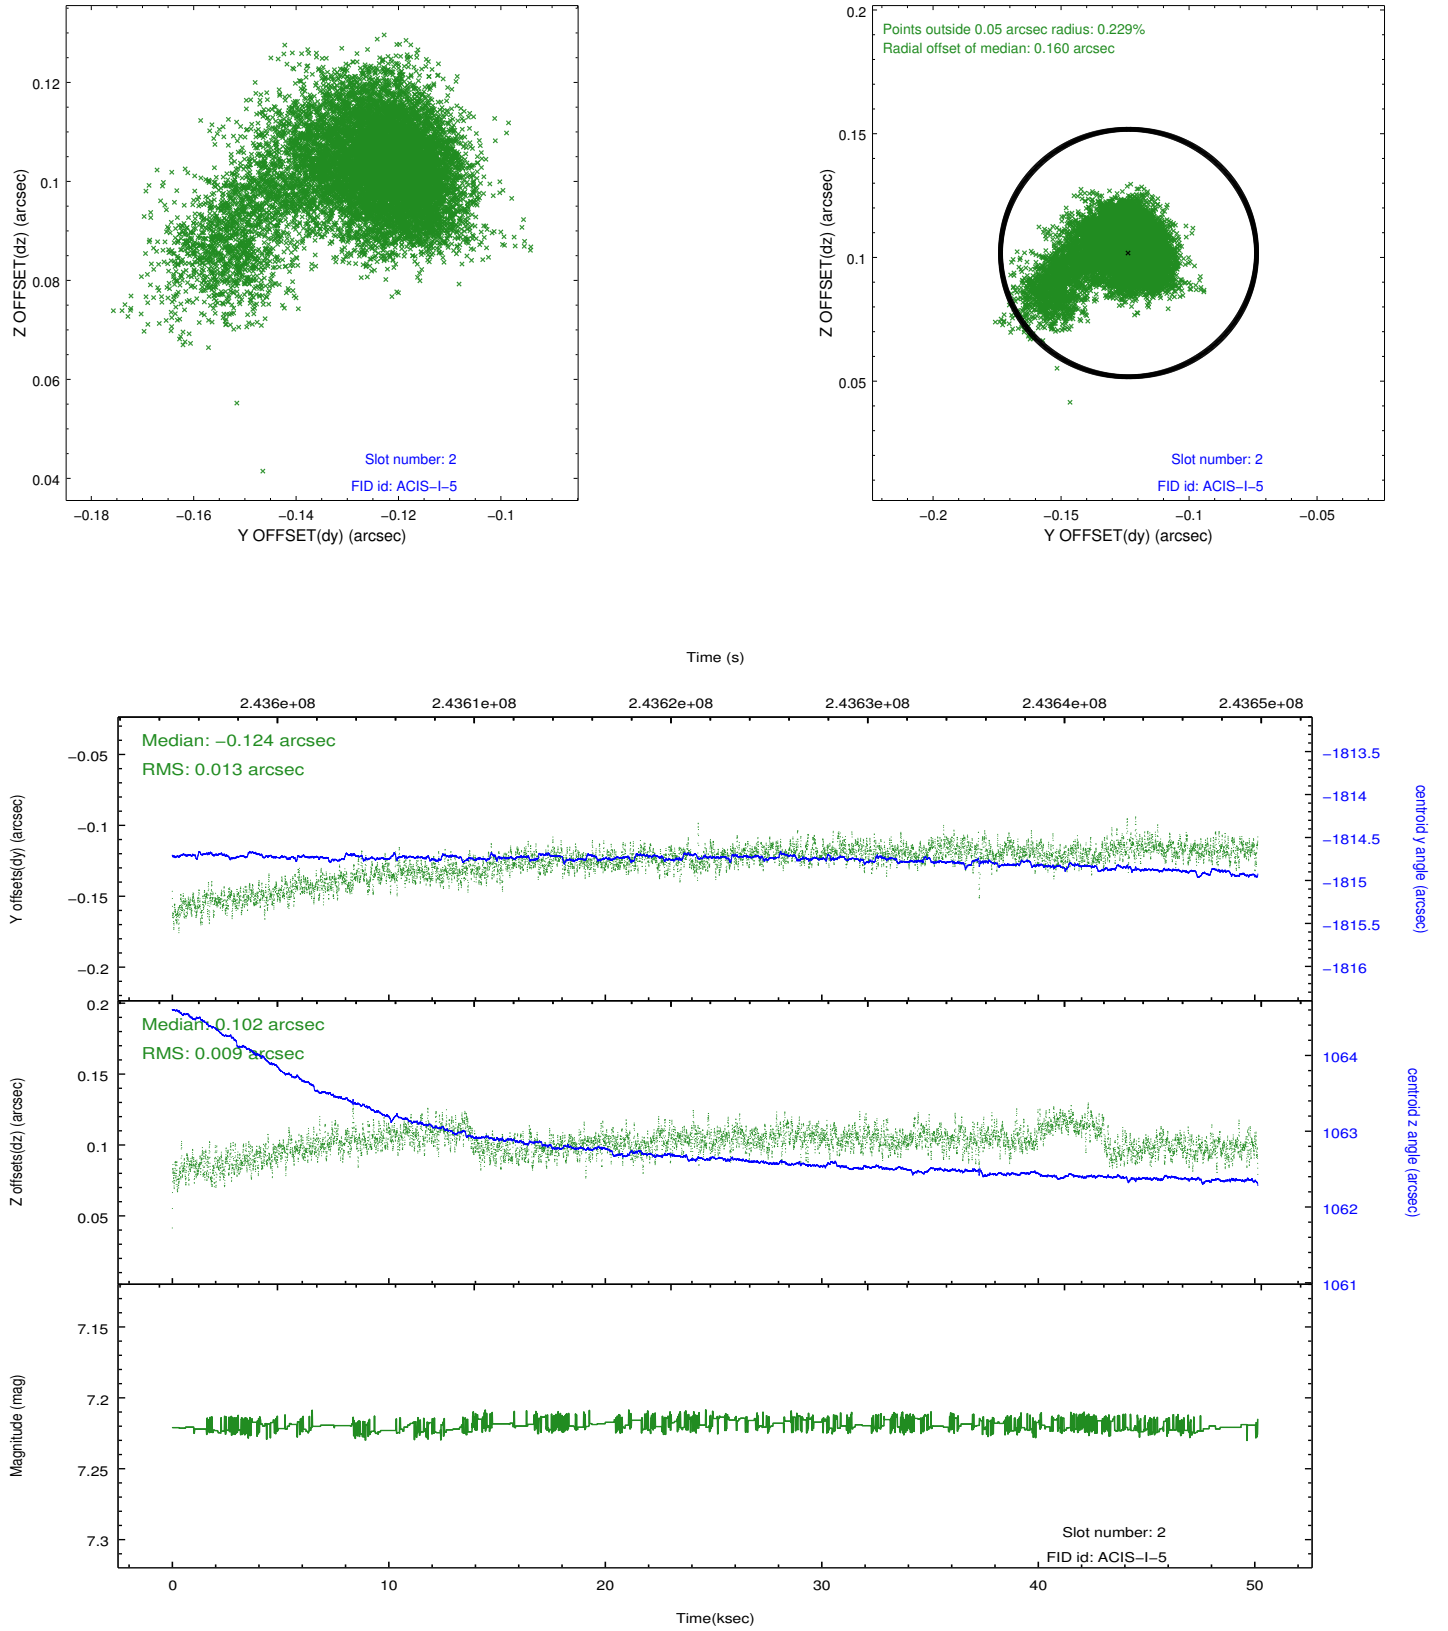 0.12
0.1
0.08
0.06
0.04
Z OFFSET(dz) (arcsec)
Slot number: 2
FID id: ACIS−I−5
−0.18 −0.16 −0.14 −0.12 −0.1
Y OFFSET(dy) (arcsec)
Points outside 0.05 arcsec radius: 0.229%
Radial offset of median: 0.160 arcsec
0.2
0.15
0.1
0.05
Z OFFSET(dz) (arcsec)
Slot number: 2
FID id: ACIS−I−5
−0.2 −0.15 −0.1 −0.05
Y OFFSET(dy) (arcsec)
Time (s)
2.436e+08 2.4361e+08 2.4362e+08 2.4363e+08 2.4364e+08 2.4365e+08
Median: −0.124 arcsec
RMS: 0.013 arcsec
−0.05
−0.1
−0.15
−0.2
Y offsets(dy) (arcsec)
−1813.5
−1814
−1814.5
−1815
−1815.5
−1816
centroid y angle (arcsec)
Median: 0.102 arcsec
RMS: 0.009 arcsec
0.2
0.15
0.1
0.05
Z offsets(dz) (arcsec)
1064
1063
1062
1061
centroid z angle (arcsec)
7.15
7.2
7.25
7.3
Magnitude (mag)
Slot number: 2
FID id: ACIS−I−5
0 10 20 30 40 50
Time(ksec)